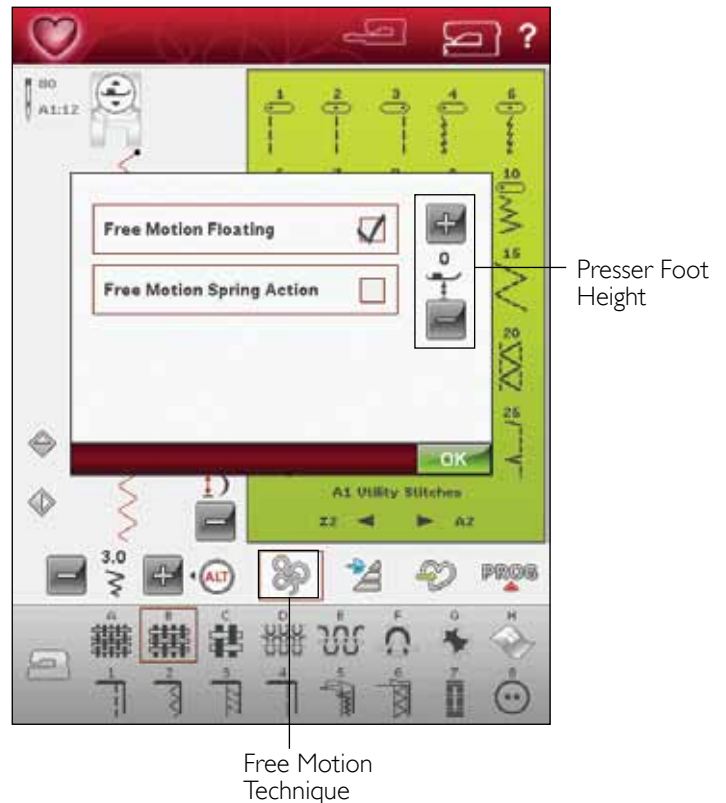 ?
80
A1:12
1 2 3 4 5
10
Free Motion Floating
0
15
Presser Foot
Height
Free Motion Spring Action
20
25
OK
A1 Utility Stitches
ZZ A2
3.0
ALT
PROG
A B C D E F G H
1 2 3 4 5 6 7 8
Free Motion
Technique